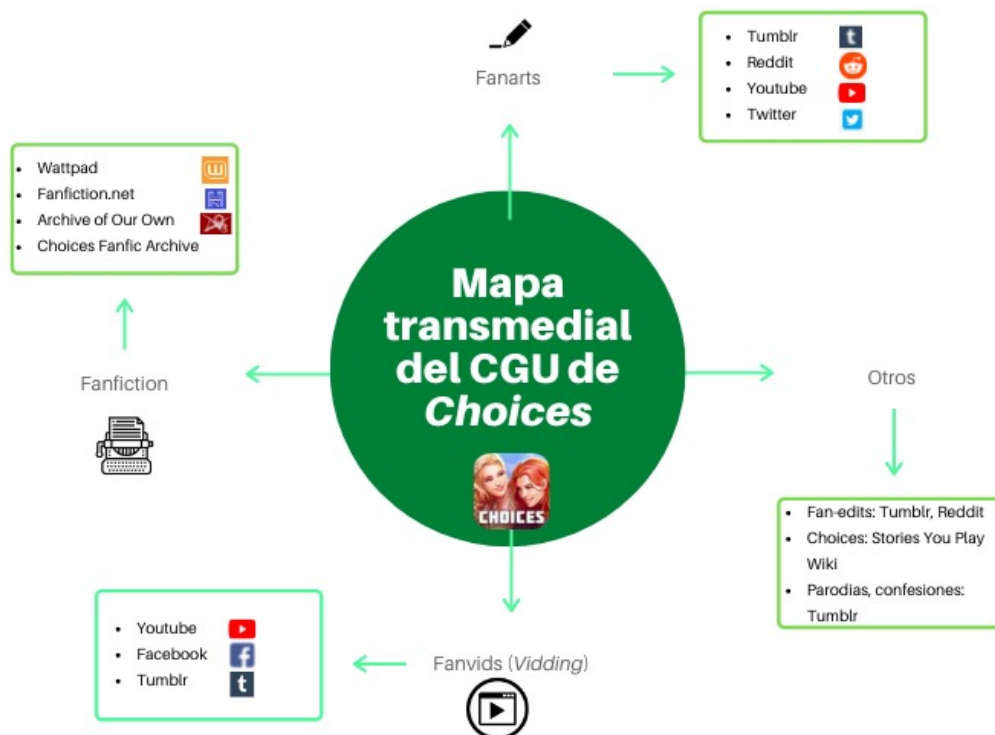 Fanarts
Tumblr
Reddit
Youtube
Twitter
Wattpad
Fanfiction.net
Archive of Our Own
Choices Fanfic Archive
Fanfiction
Mapa
transmedial
del CGU de
Choices
CHOICES
Otros
Fan-edits: Tumblr, Reddit
Choices: Stories You Play
Wiki
Parodias, confesiones:
Tumblr
Fanvids (Vidding)
Youtube
Facebook
Tumblr